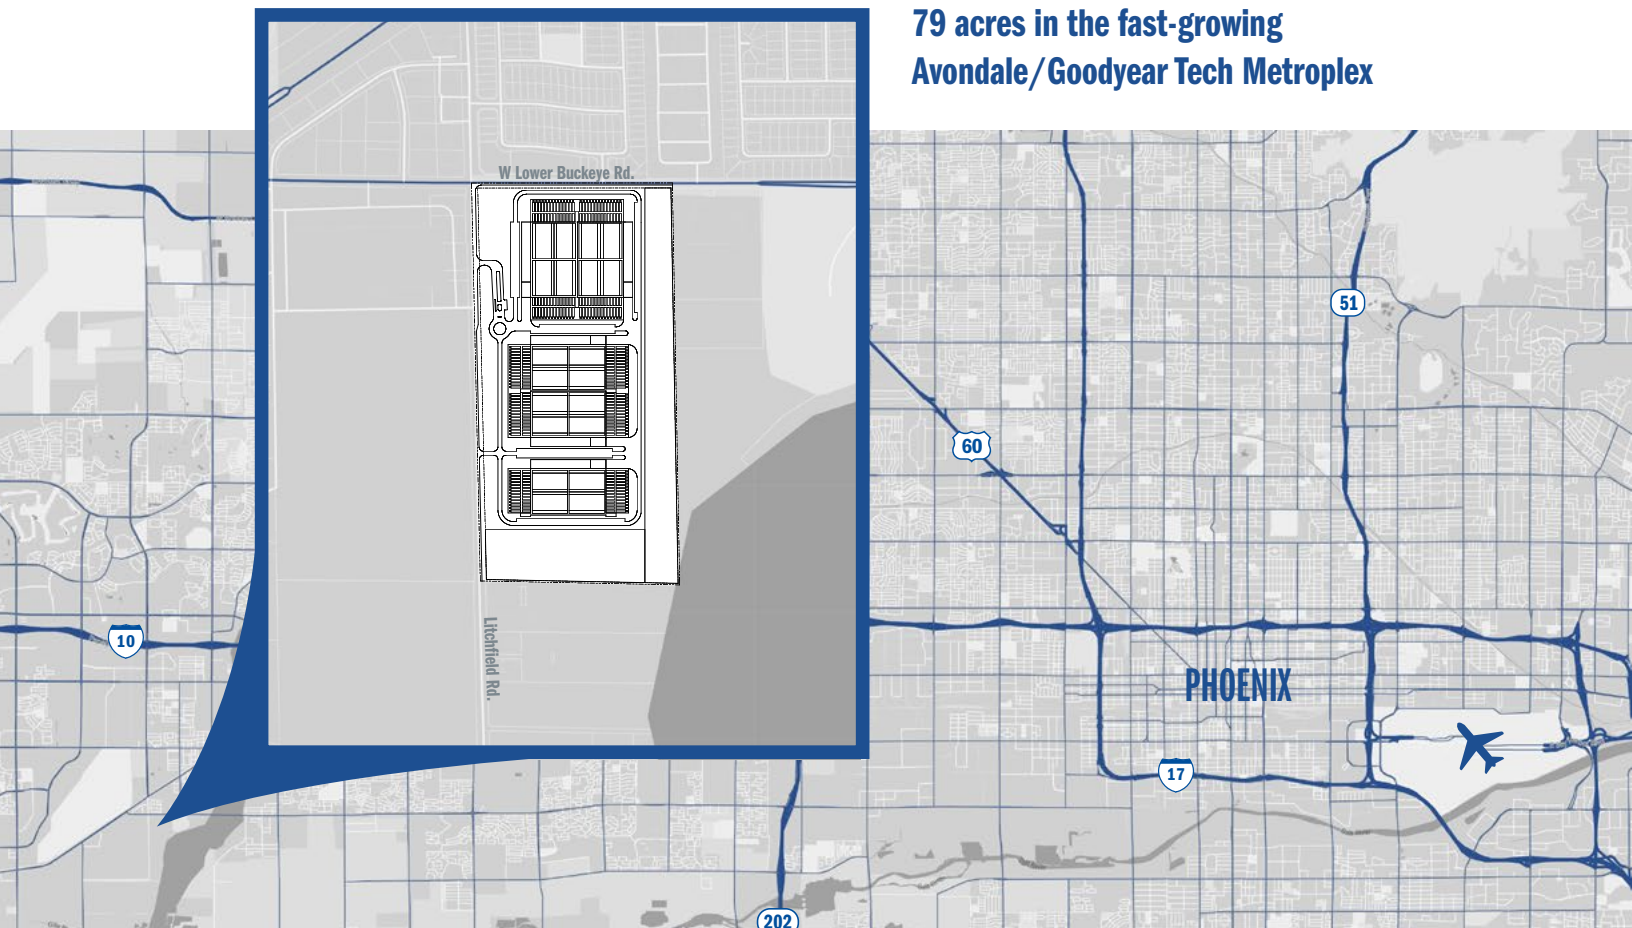 79 acres in the fast-growing
Avondale/Goodyear Tech Metroplex
W Lower Buckeye Rd.
51
60
Litchfield Rd.
10
PHOENIX
17
202